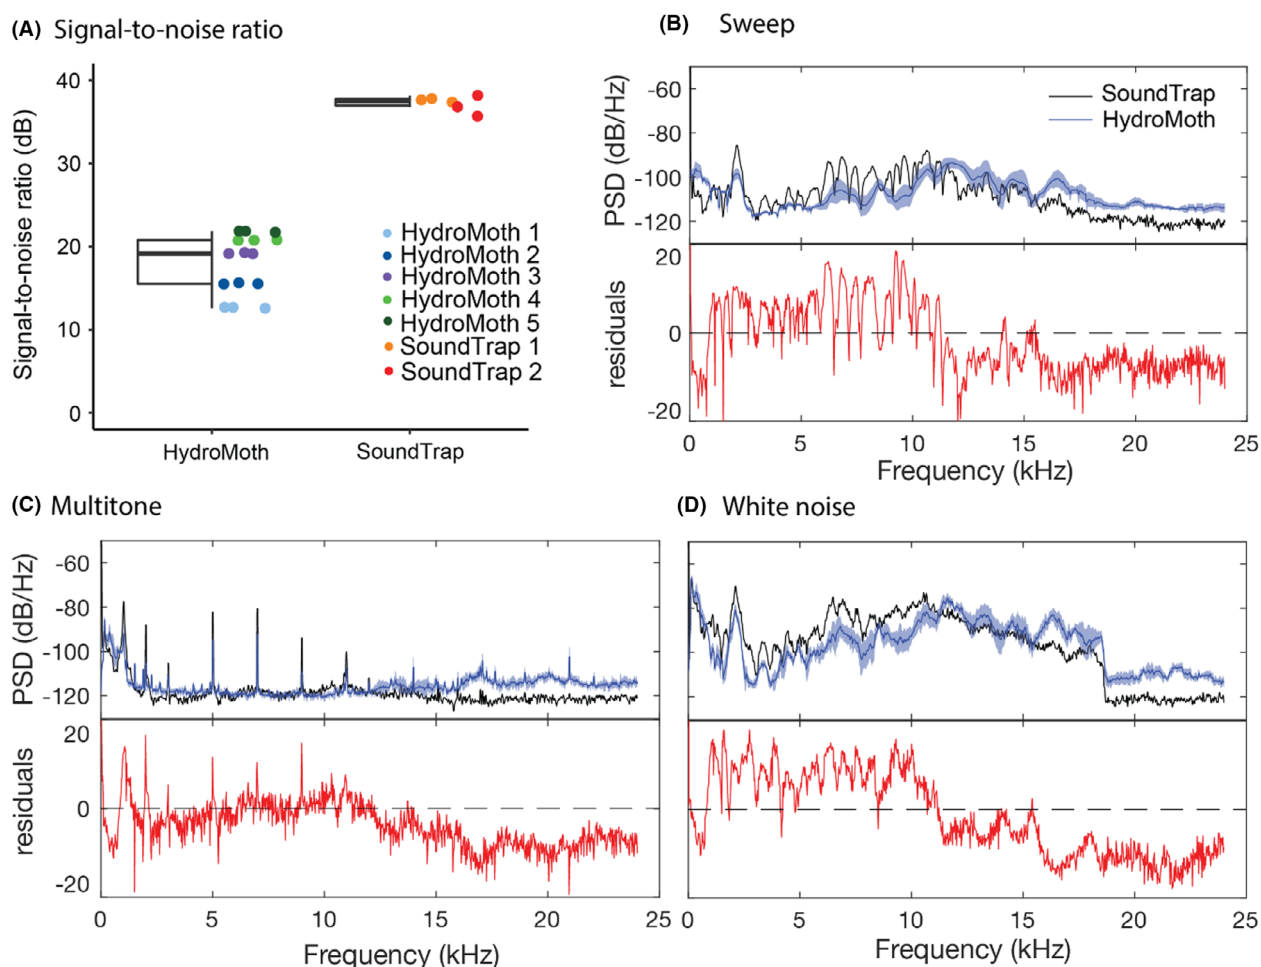 (A) Signal-to-noise ratio
Signal-to-noise ratio (dB)
40
30
20
10
0
HydroMoth 1
HydroMoth 2
HydroMoth 3
HydroMoth 4
HydroMoth 5
SoundTrap 1
SoundTrap 2
HydroMoth
SoundTrap
(B) Sweep
PSD (dB/Hz)
-60
-80
-100
-120
SoundTrap
HydroMoth
residuals
20
0
-20
0 5 10 15 20 25
Frequency (kHz)
(C) Multitone
PSD (dB/Hz)
-60
-80
-100
-120
residuals
20
0
-20
0 5 10 15 20 25
Frequency (kHz)
(D) White noise
0 5 10 15 20 25
Frequency (kHz)